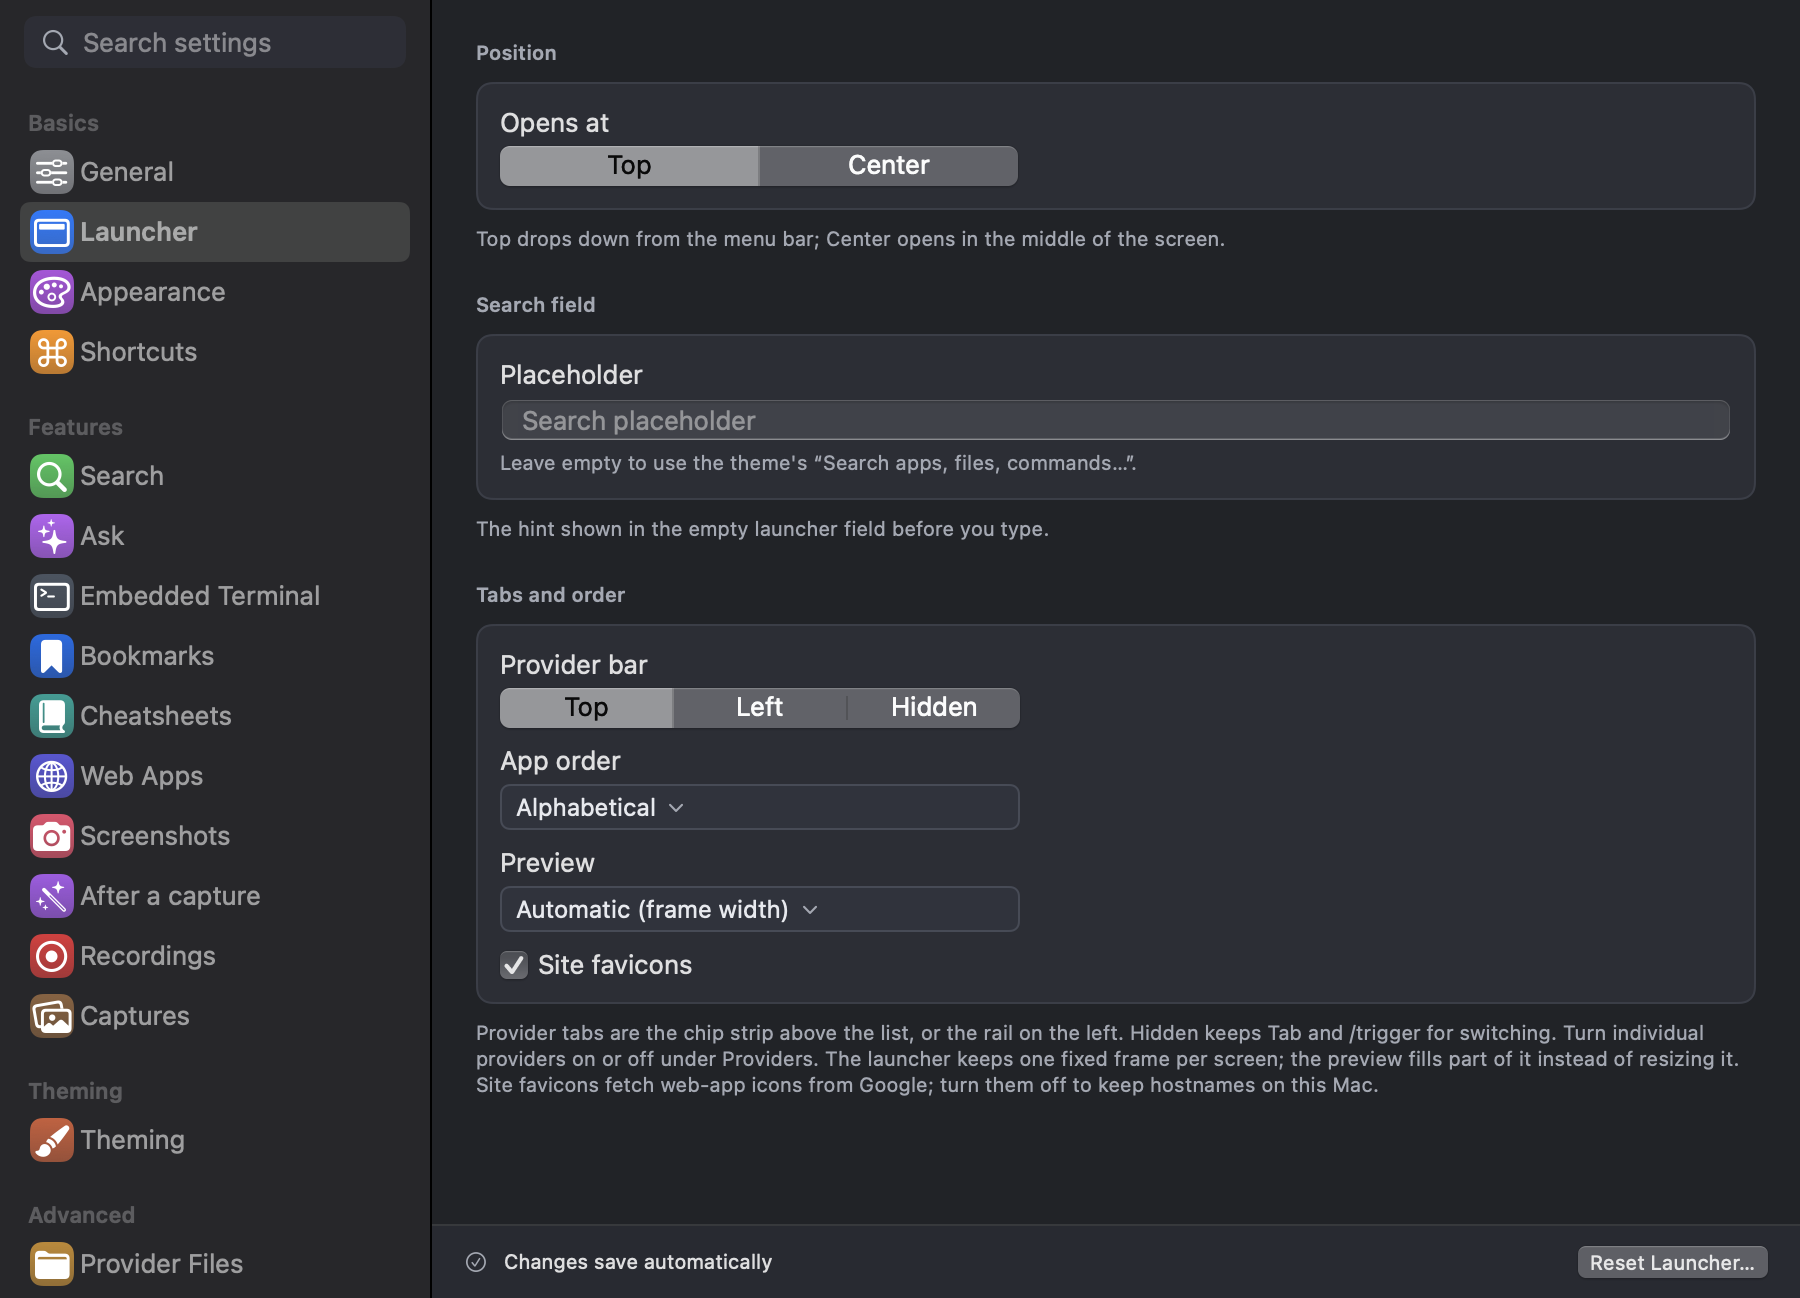 Search settings
Basics
General
Launcher
Appearance
Shortcuts
Features
Search
Ask
Embedded Terminal
Bookmarks
Cheatsheets
Web Apps
Screenshots
After a capture
Recordings
Captures
Theming
Theming
Advanced
Provider Files
Position
Opens at
Top Center
Top drops down from the menu bar; Center opens in the middle of the screen.
Search field
Placeholder
Search placeholder
Leave empty to use the theme's “Search apps, files, commands…”.
The hint shown in the empty launcher field before you type.
Tabs and order
Provider bar
Top Left Hidden
App order
Alphabetical
Preview
Automatic (frame width)
Site favicons
Provider tabs are the chip strip above the list, or the rail on the left. Hidden keeps Tab and /trigger for switching. Turn individual
providers on or off under Providers. The launcher keeps one fixed frame per screen; the preview fills part of it instead of resizing it.
Site favicons fetch web-app icons from Google; turn them off to keep hostnames on this Mac.
Changes save automatically
Reset Launcher...